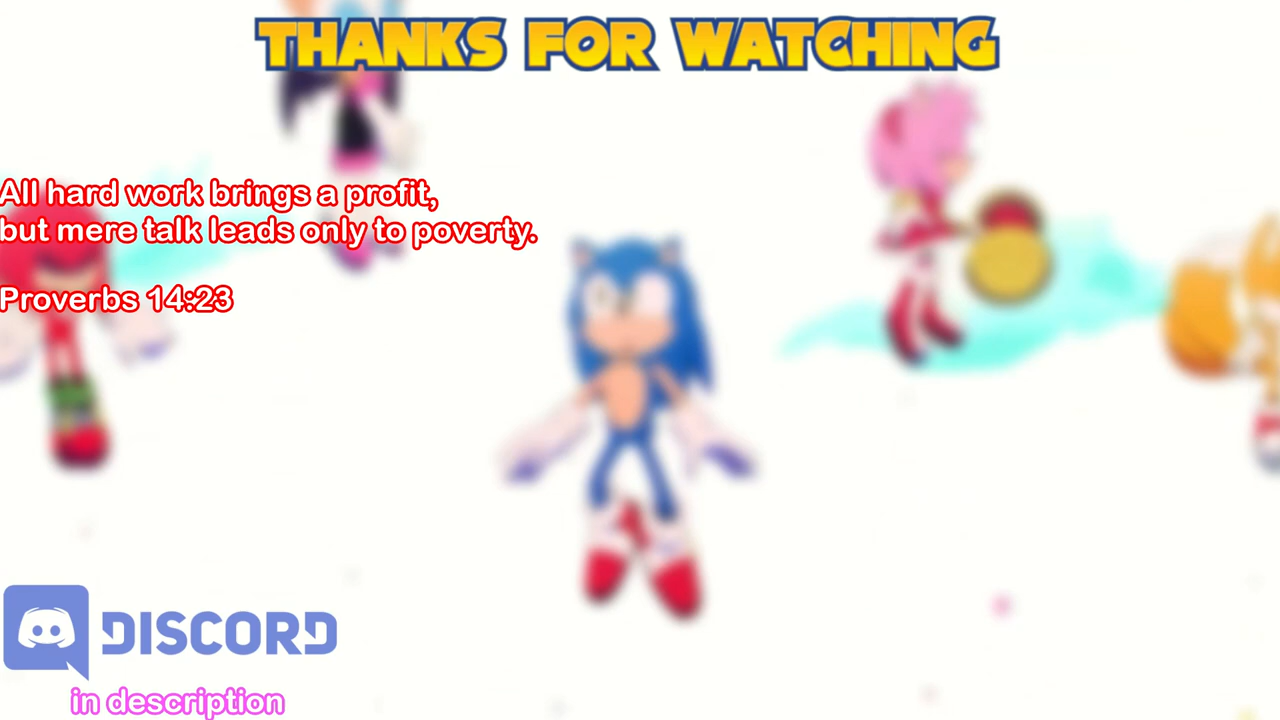 THANKS FOR WATCHING
All hard work brings a profit,
but mere talk leads only to poverty.
Proverbs 14:23
DISCORD
in description